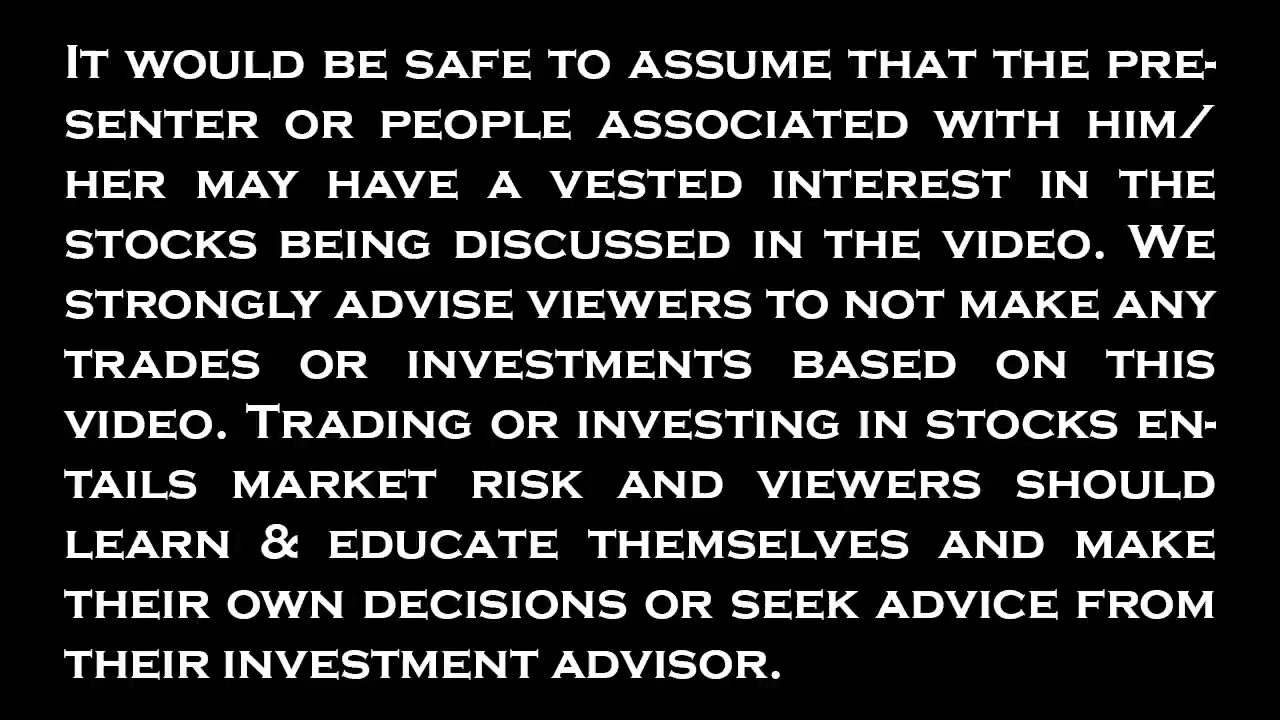 It would be safe to assume that the pre-
senter or people associated with him/
her may have a vested interest in the
stocks being discussed in the video. We
strongly advise viewers to not make any
trades or investments based on this
video. Trading or investing in stocks en-
tails market risk and viewers should
learn & educate themselves and make
their own decisions or seek advice from
their investment advisor.